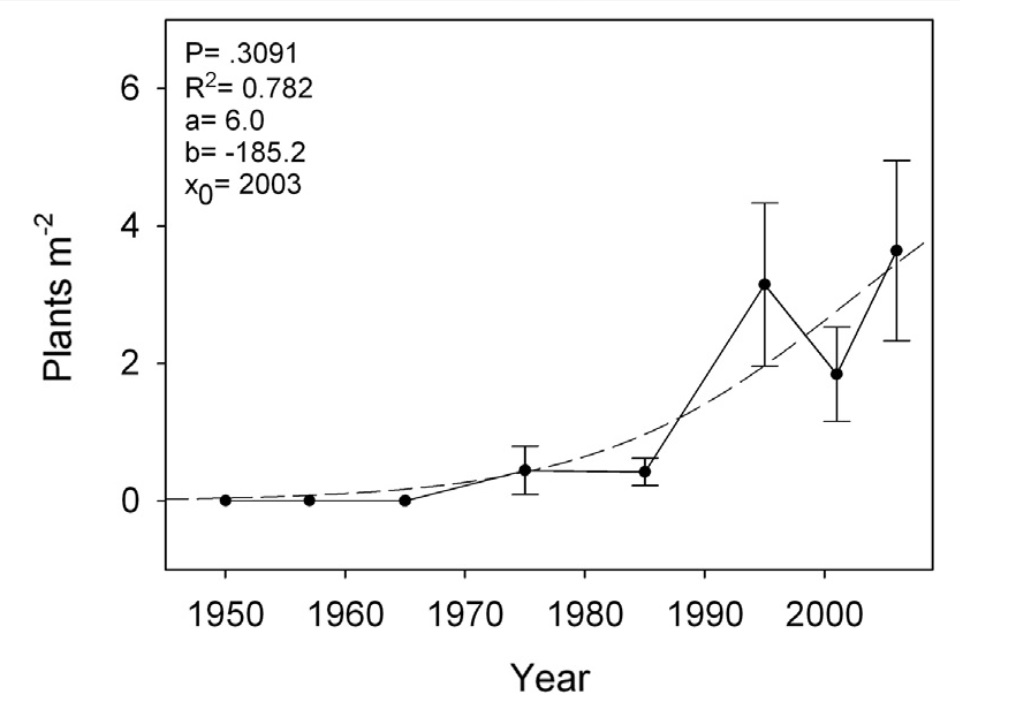 P= .3091
R²= 0.782
a= 6.0
b= -185.2
x₀= 2003
6
4
2
0
Plants m⁻²
1950 1960 1970 1980 1990 2000
Year